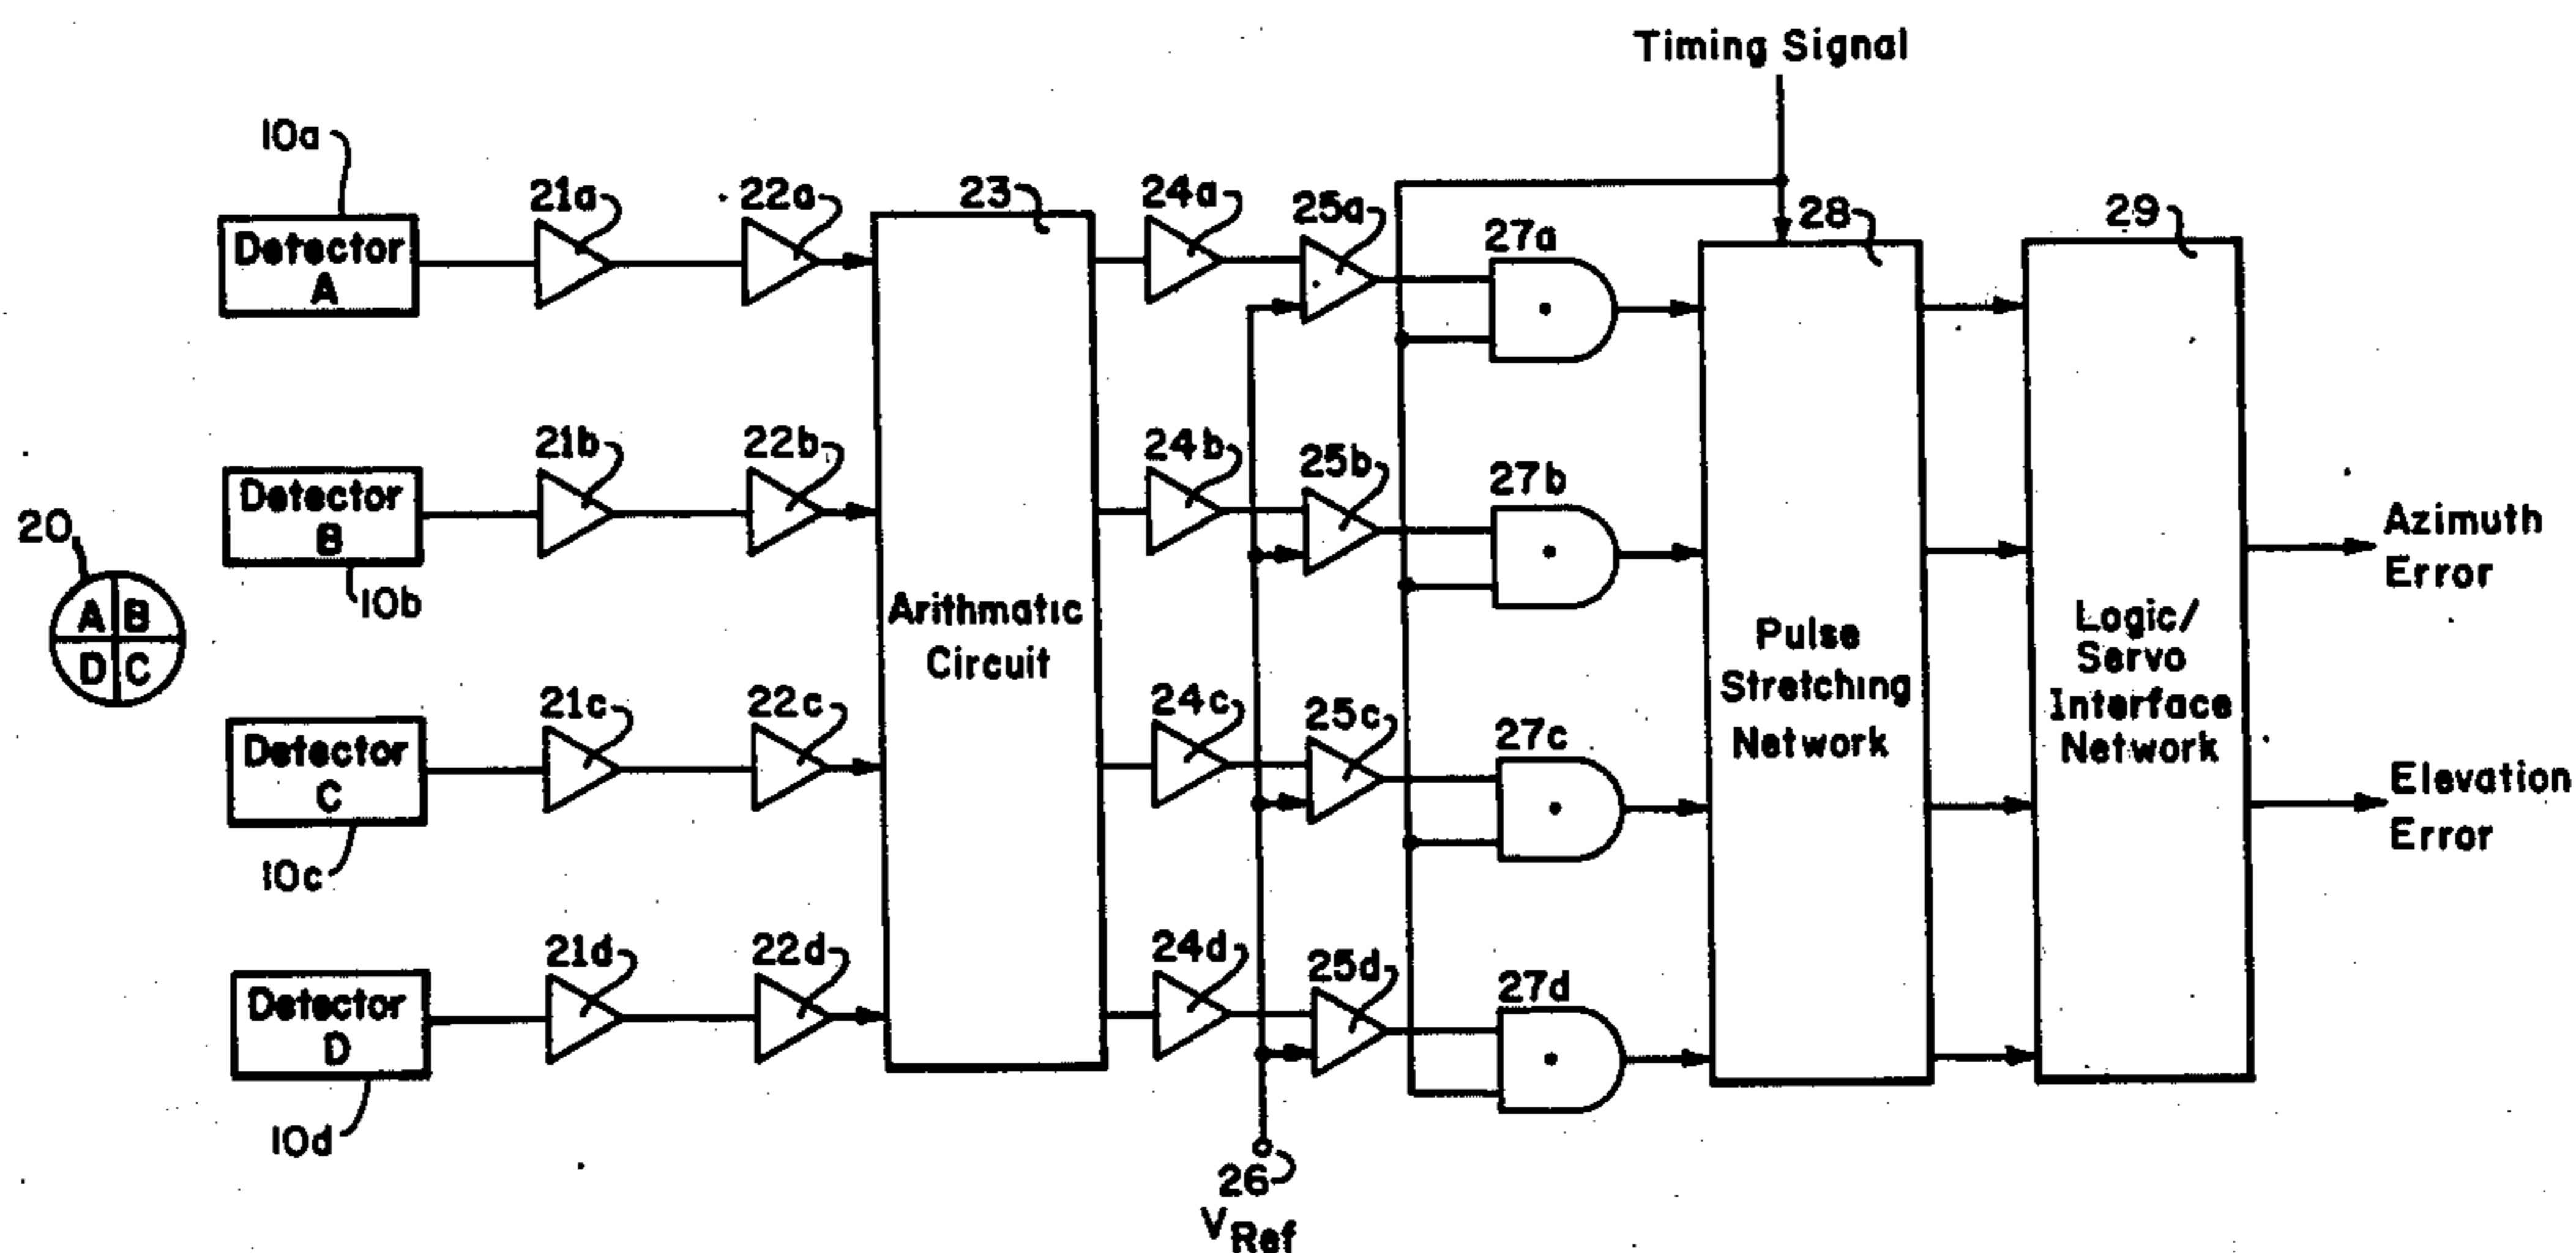 Timing Signal
10a
21a
22a
23
24a
25a
27a
28
29
Detector
A
21b
22b
24b
25b
27b
Detector
B
10b
20
A B
D C
Azimuth
Error
Arithmatic
Circuit
Pulse
Stretching
Network
Logic/
Servo
Interface
Network
21c
22c
24c
25c
27c
Detector
C
10c
Elevation
Error
21d
22d
24d
25d
27d
Detector
D
10d
26
VRef